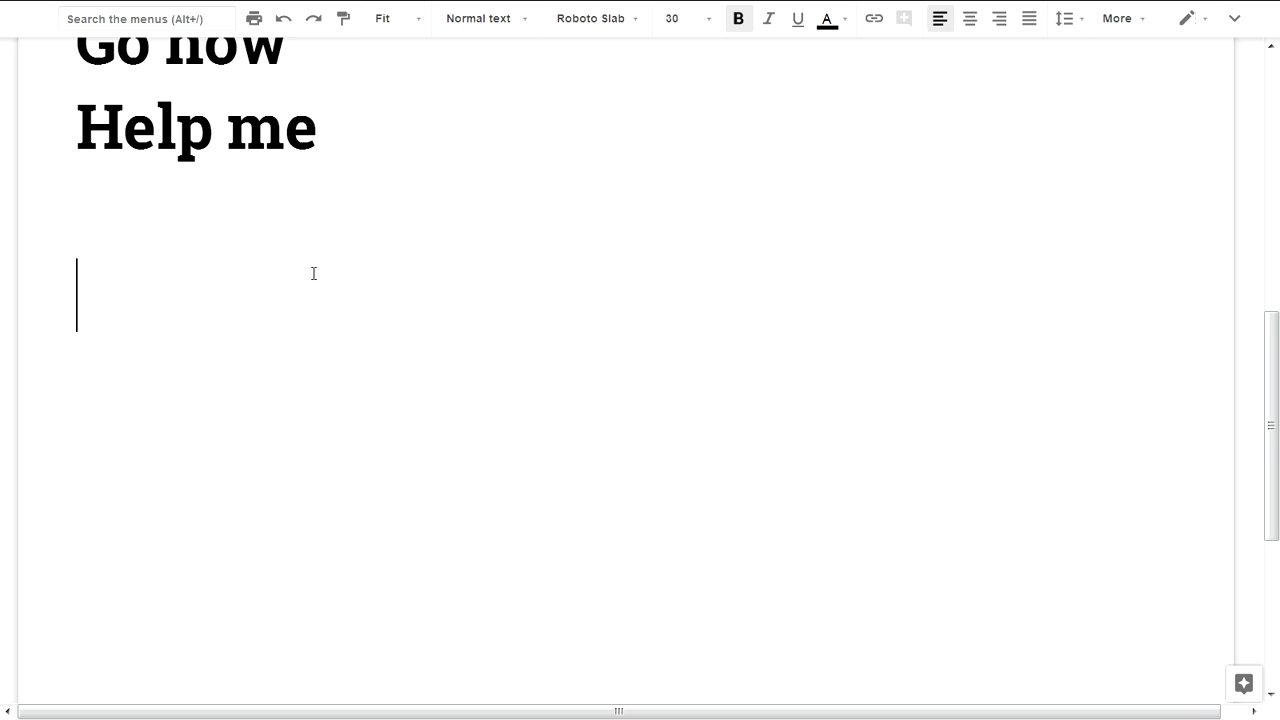 Search the menus (Alt+/)
Fit
Normal text
Roboto Slab
30
B
I
U
A
More
Go now
Help me